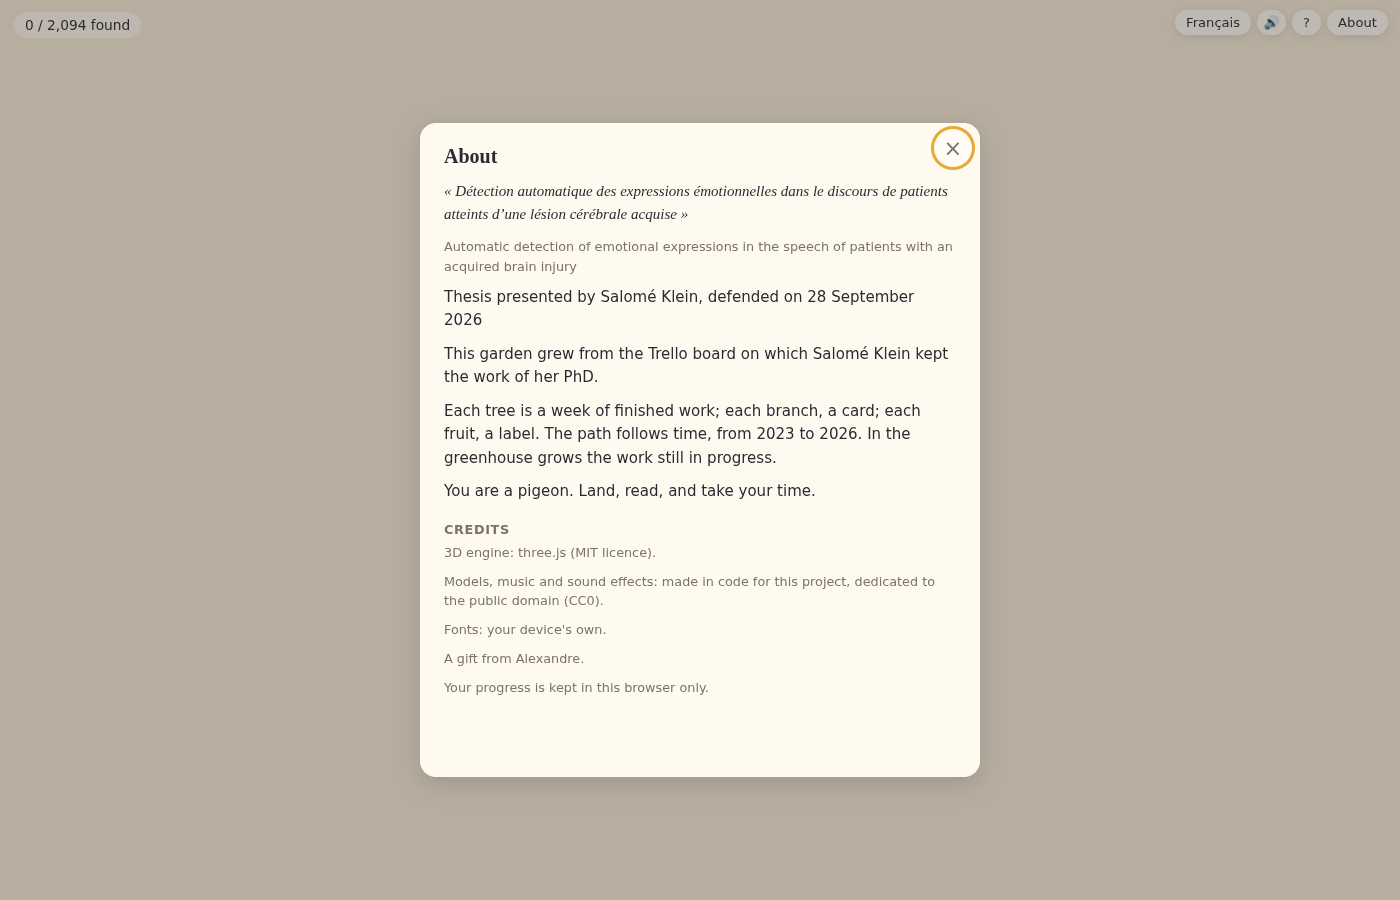 0 / 2,094 found
Français
🔊
?
About
About
×
« Détection automatique des expressions émotionnelles dans le discours de patients
atteints d’une lésion cérébrale acquise »
Automatic detection of emotional expressions in the speech of patients with an
acquired brain injury
Thesis presented by Salomé Klein, defended on 28 September
2026
This garden grew from the Trello board on which Salomé Klein kept
the work of her PhD.
Each tree is a week of finished work; each branch, a card; each
fruit, a label. The path follows time, from 2023 to 2026. In the
greenhouse grows the work still in progress.
You are a pigeon. Land, read, and take your time.
CREDITS
3D engine: three.js (MIT licence).
Models, music and sound effects: made in code for this project, dedicated to
the public domain (CC0).
Fonts: your device's own.
A gift from Alexandre.
Your progress is kept in this browser only.